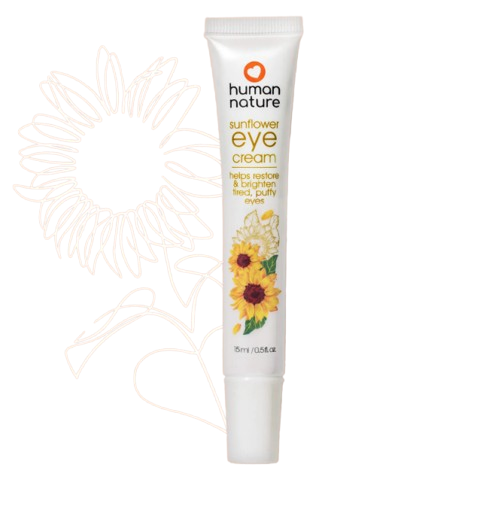 human
nature
sunflower
eye
cream
helps restore
& brighten
tired, puffy
eyes
15ml / 0.5fl.oz